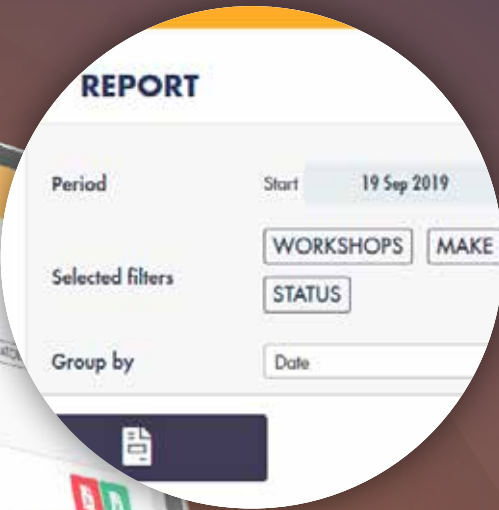 REPORT
Period Start 19 Sep 2019
WORKSHOPS MAKE
Selected filters
STATUS
Group by Date